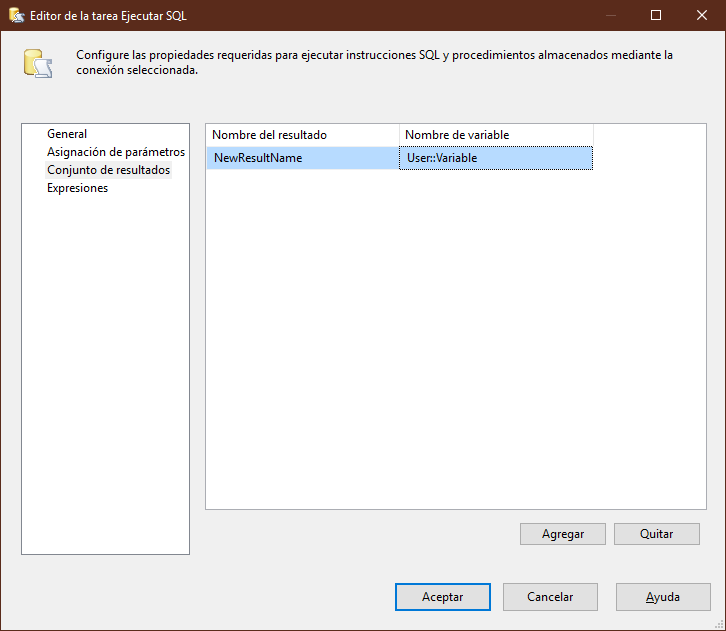 Editor de la tarea Ejecutar SQL
Configure las propiedades requeridas para ejecutar instrucciones SQL y procedimientos almacenados mediante la
conexión seleccionada.
General
Asignación de parámetros
Conjunto de resultados
Expresiones
Nombre del resultado Nombre de variable
NewResultName User::Variable
Agregar Quitar
Aceptar Cancelar Ayuda